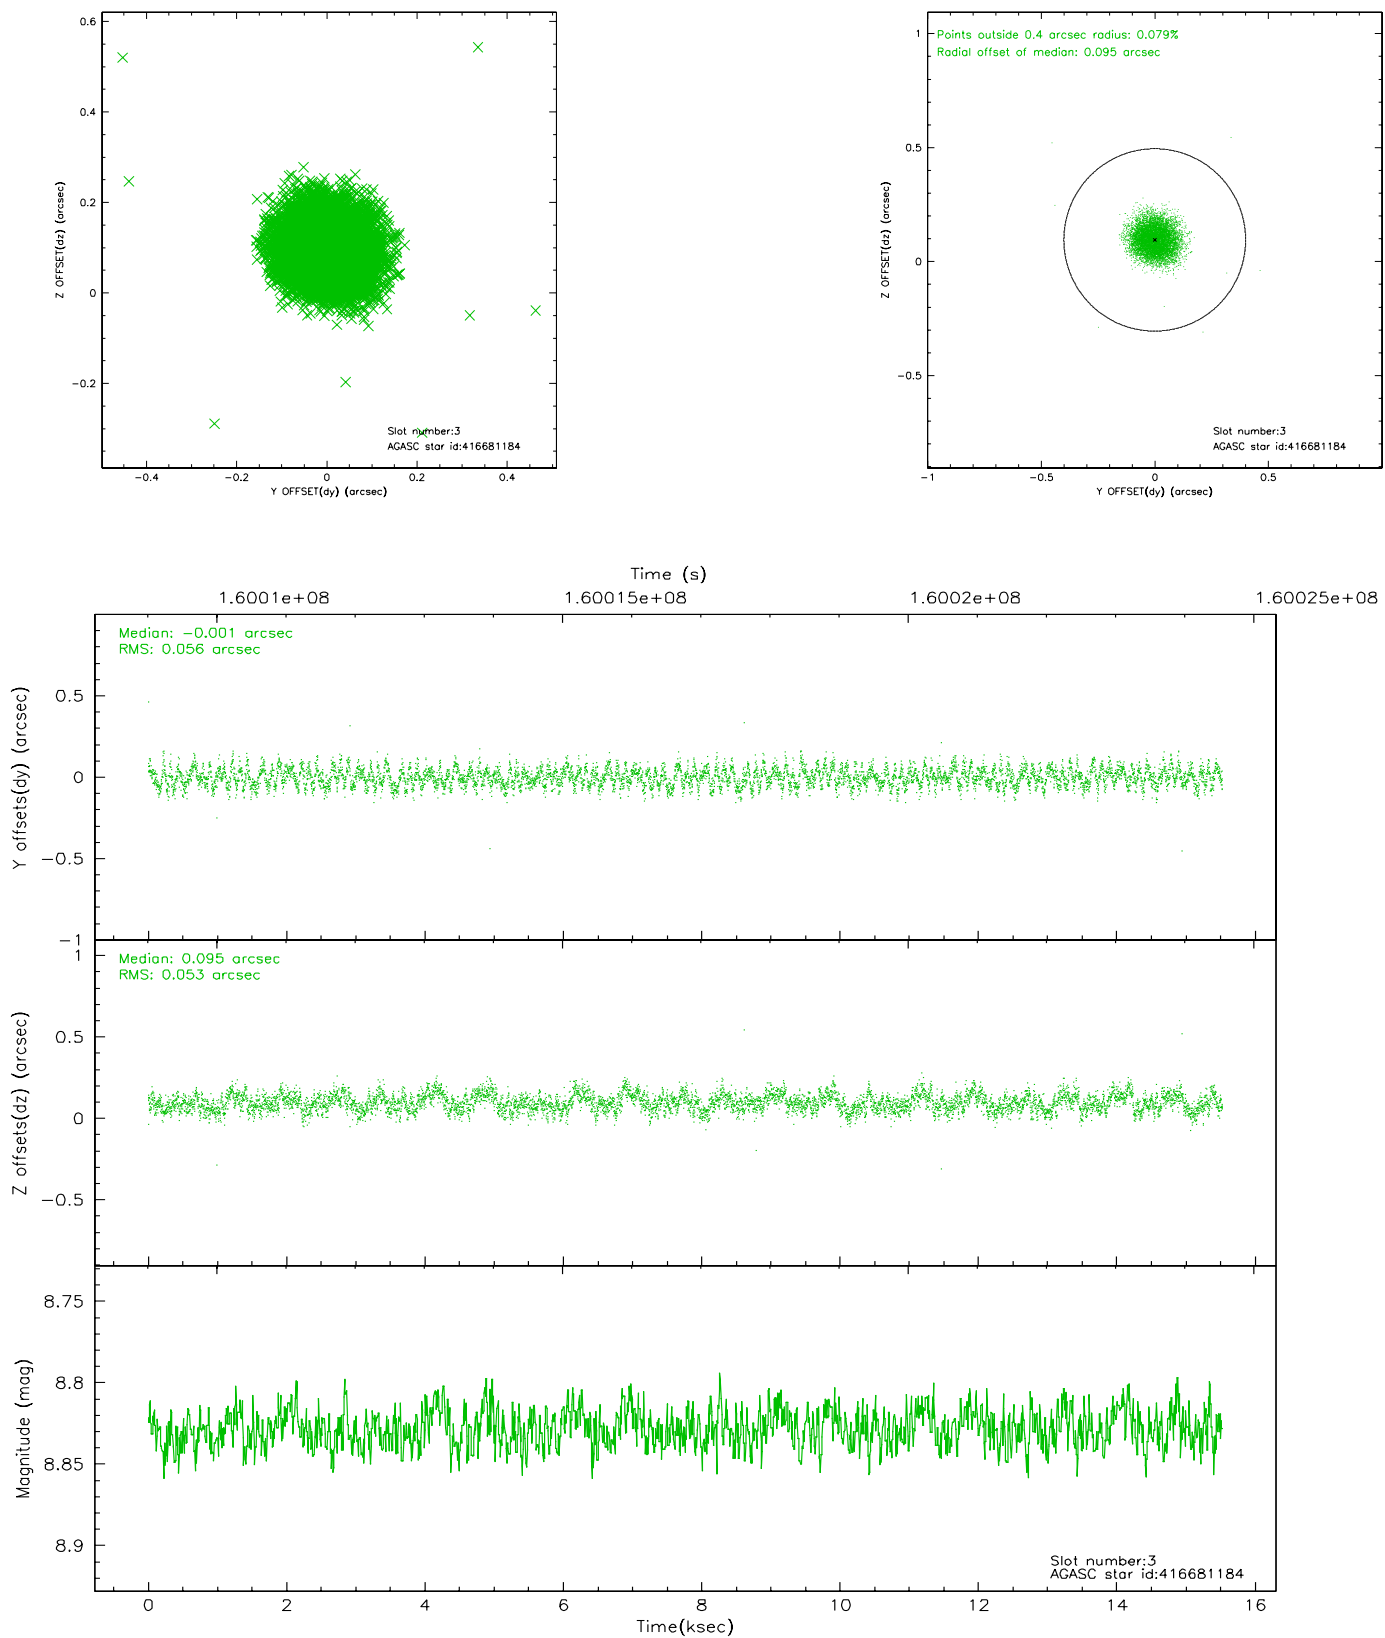 0.6
0.4
0.2
0
−0.2
Z OFFSET(dz) (arcsec)
−0.4
−0.2
0
0.2
0.4
Y OFFSET(dy) (arcsec)
Slot number:3
AGASC star id:416681184
Points outside 0.4 arcsec radius: 0.079%
Radial offset of median: 0.095 arcsec
1
0.5
0
−0.5
Z OFFSET(dz) (arcsec)
−1
−0.5
0
0.5
Y OFFSET(dy) (arcsec)
Slot number:3
AGASC star id:416681184
Time (s)
1.6001e+08
1.60015e+08
1.6002e+08
1.60025e+08
Median: −0.001 arcsec
RMS: 0.056 arcsec
0.5
0
−0.5
−1
Y offsets(dy) (arcsec)
Median: 0.095 arcsec
RMS: 0.053 arcsec
1
0.5
0
−0.5
Z offsets(dz) (arcsec)
8.75
8.8
8.85
8.9
Magnitude (mag)
Slot number:3
AGASC star id:416681184
0
2
4
6
8
10
12
14
16
Time(ksec)